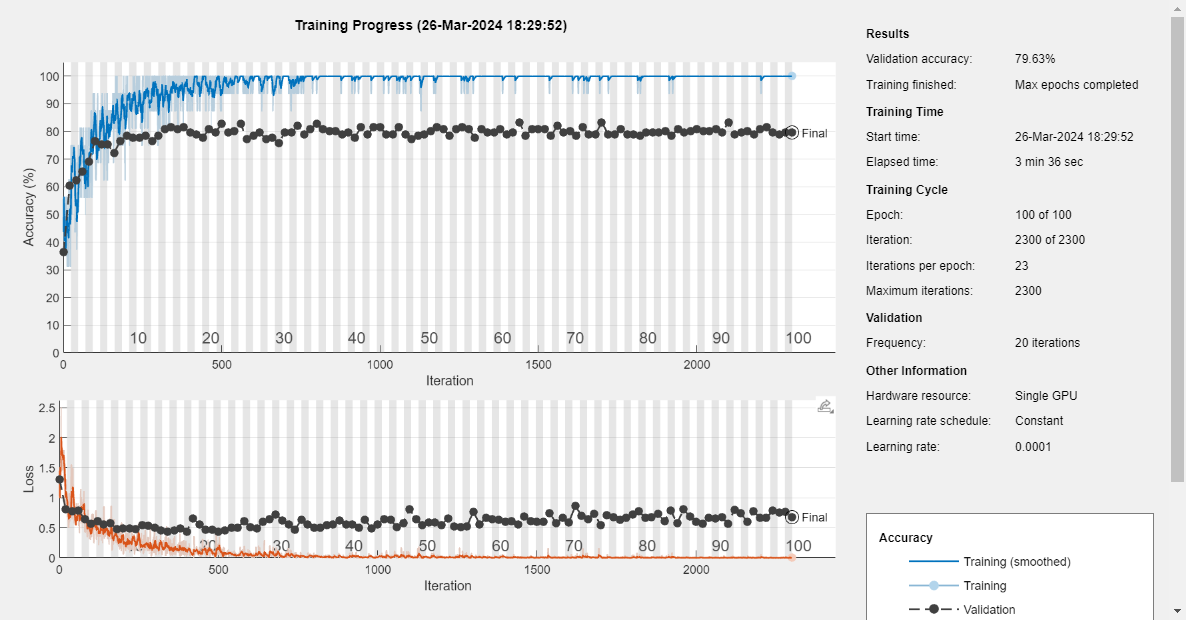 Training Progress (26-Mar-2024 18:29:52)
100
90
80
70
60
50
40
30
20
10
0
Accuracy (%)
Final
10 20 30 40 50 60 70 80 90 100
0 500 1000 1500 2000
Iteration
2.5
2
1.5
1
0.5
0
Loss
Final
10 20 30 40 50 60 70 80 90 100
0 500 1000 1500 2000
Iteration
Results
Validation accuracy: 79.63%
Training finished: Max epochs completed
Training Time
Start time: 26-Mar-2024 18:29:52
Elapsed time: 3 min 36 sec
Training Cycle
Epoch: 100 of 100
Iteration: 2300 of 2300
Iterations per epoch: 23
Maximum iterations: 2300
Validation
Frequency: 20 iterations
Other Information
Hardware resource: Single GPU
Learning rate schedule: Constant
Learning rate: 0.0001
Accuracy
Training (smoothed)
Training
Validation